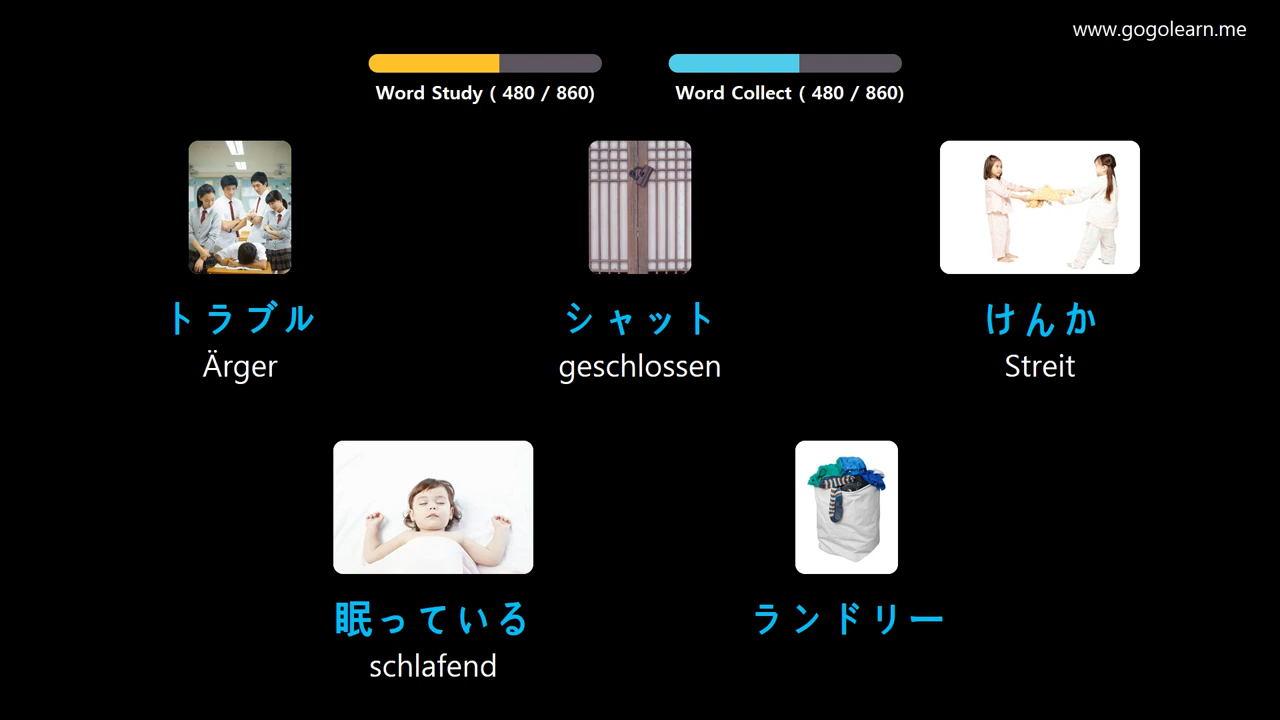 www.gogolearn.me
Word Study ( 480 / 860)
Word Collect ( 480 / 860)
トラブル
Ärger
シャット
geschlossen
けんか
Streit
眠っている
schlafend
ランドリー